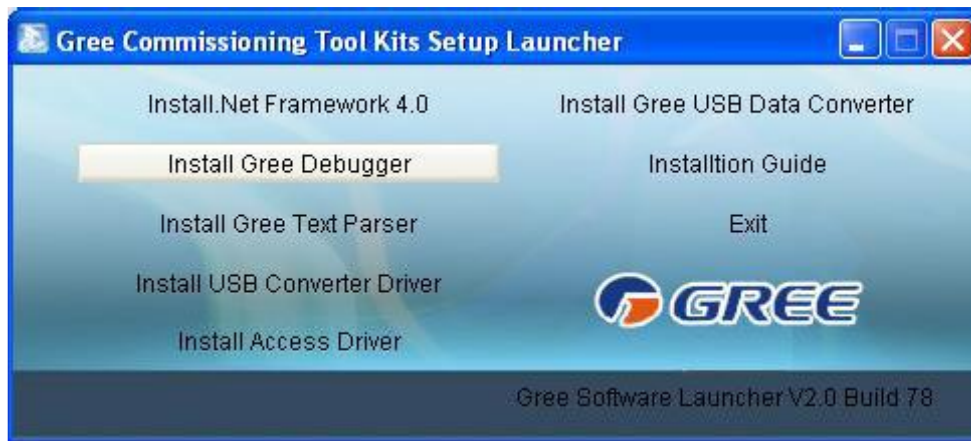 Gree Commissioning Tool Kits Setup Launcher
Install.Net Framework 4.0
Install Gree USB Data Converter
Install Gree Debugger
Installtion Guide
Install Gree Text Parser
Exit
Install USB Converter Driver
GREE
Install Access Driver
Gree Software Launcher V2.0 Build 78